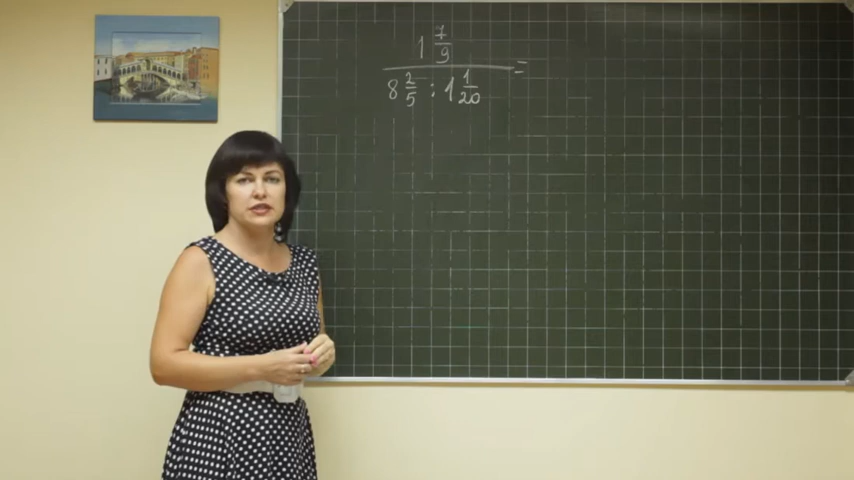 1 7/9
=
8 2/5 : 1 1/20